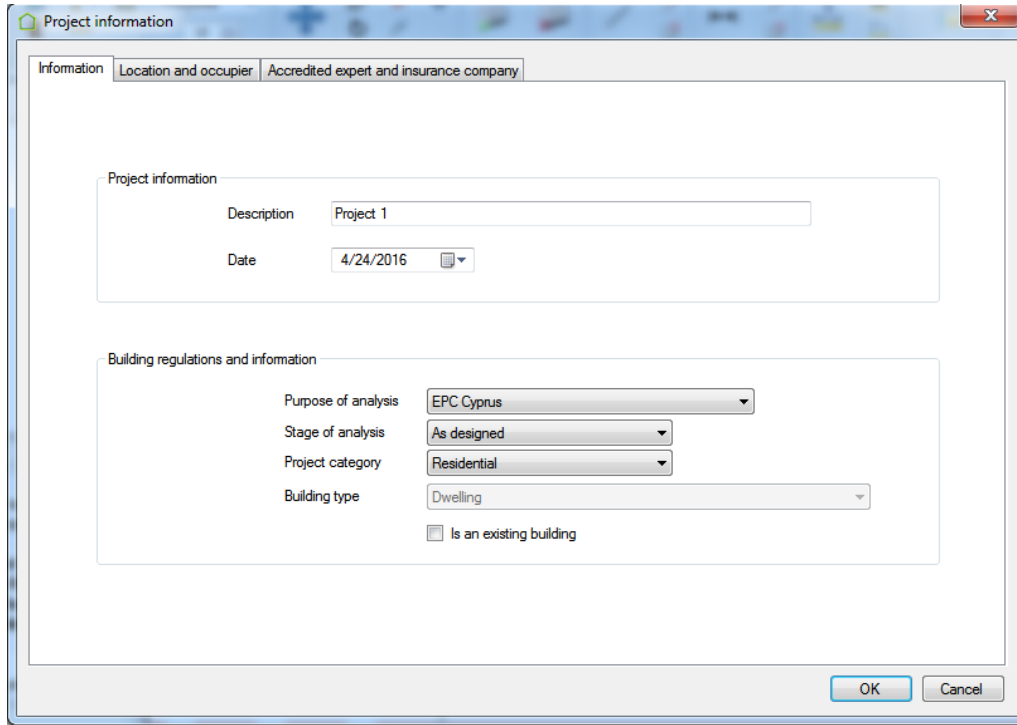 Project information
x
Information Location and occupier Accredited expert and insurance company
Project information
Description Project 1
Date 4/24/2016
Building regulations and information
Purpose of analysis EPC Cyprus
Stage of analysis As designed
Project category Residential
Building type Dwelling
Is an existing building
OK Cancel